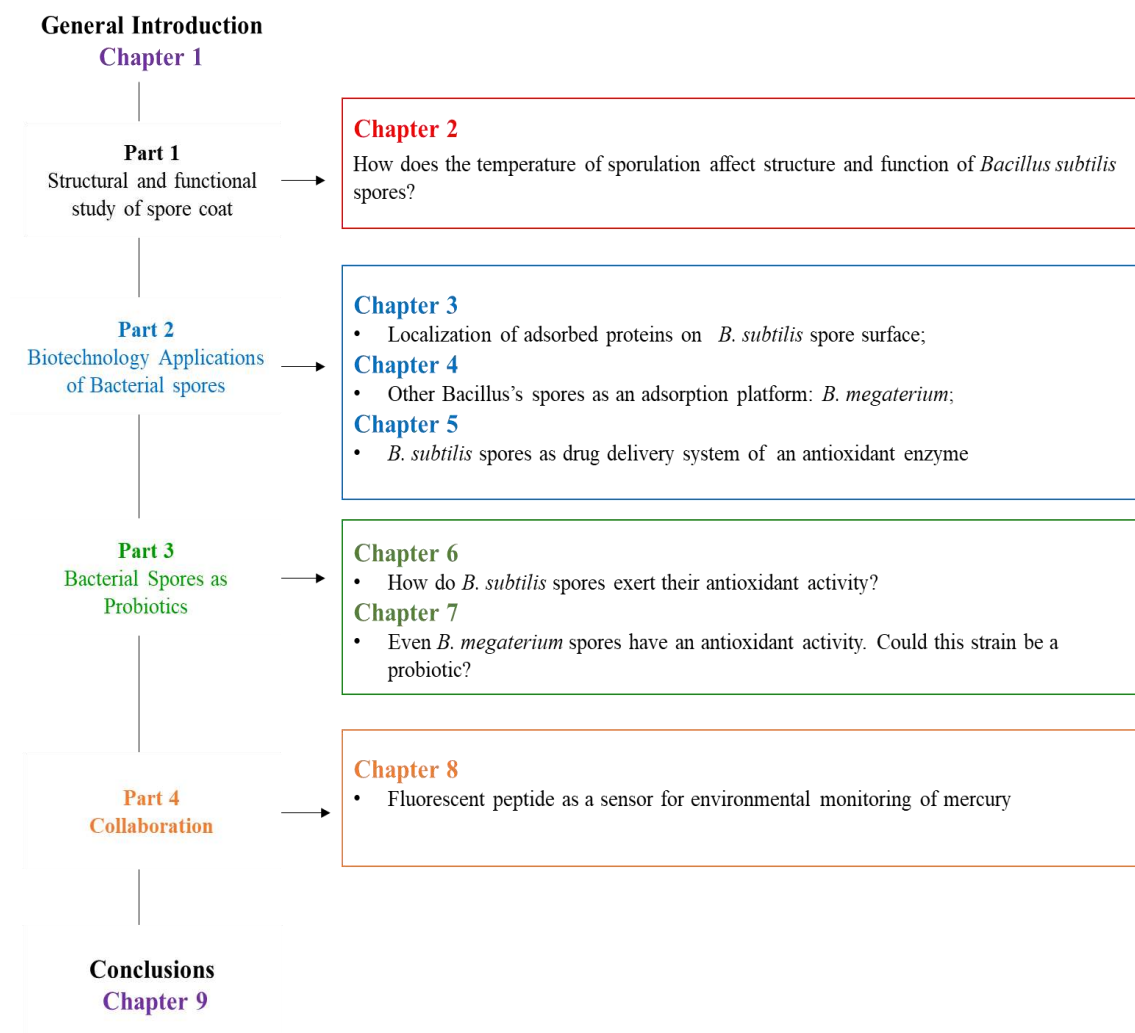 General Introduction
Chapter 1
Part 1
Structural and functional
study of spore coat
Chapter 2
How does the temperature of sporulation affect structure and function of Bacillus subtilis
spores?
Part 2
Biotechnology Applications
of Bacterial spores
Chapter 3
• Localization of adsorbed proteins on B. subtilis spore surface;
Chapter 4
• Other Bacillus's spores as an adsorption platform: B. megaterium;
Chapter 5
• B. subtilis spores as drug delivery system of an antioxidant enzyme
Part 3
Bacterial Spores as
Probiotics
Chapter 6
• How do B. subtilis spores exert their antioxidant activity?
Chapter 7
• Even B. megaterium spores have an antioxidant activity. Could this strain be a
probiotic?
Part 4
Collaboration
Chapter 8
• Fluorescent peptide as a sensor for environmental monitoring of mercury
Conclusions
Chapter 9